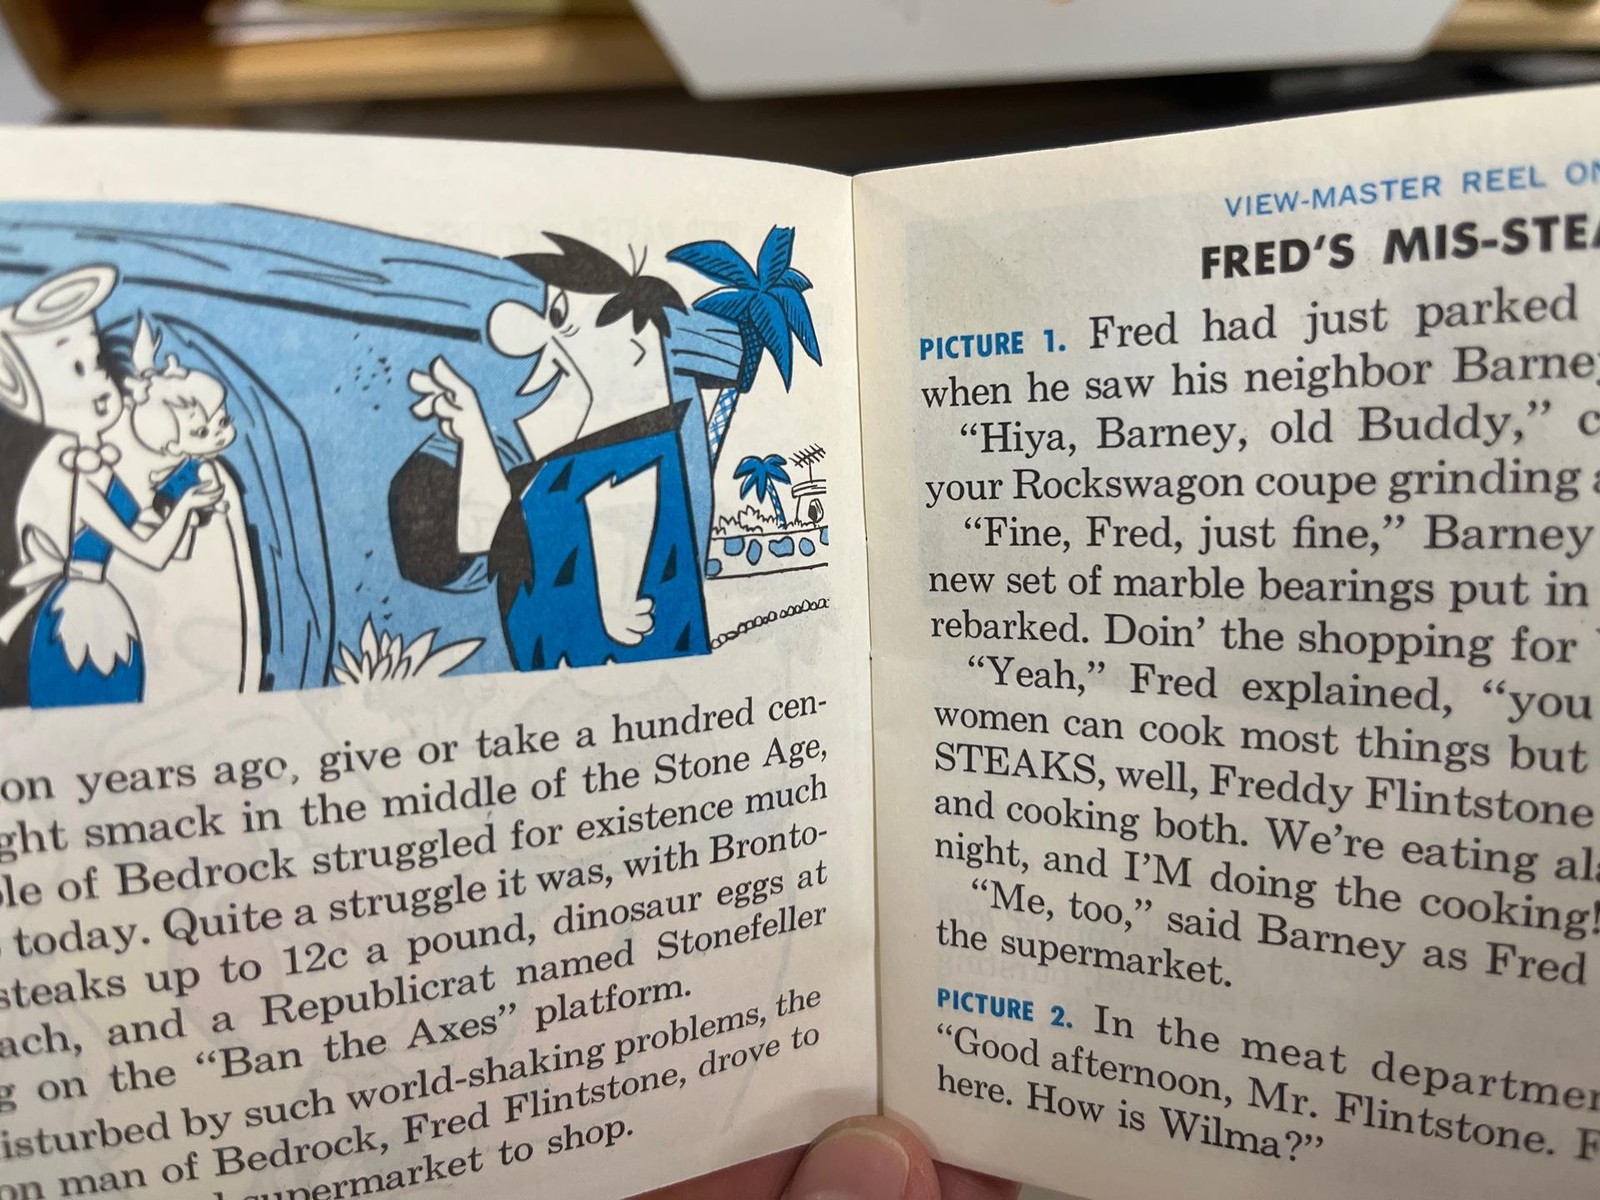 on years ago, give or take a hundred cen-
ght smack in the middle of the Stone Age,
ple of Bedrock struggled for existence much
today. Quite a struggle it was, with Bronto-
steaks up to 12c a pound, dinosaur eggs at
ach, and a Republicrat named Stonefeller
g on the “Ban the Axes” platform.
isturbed by such world-shaking problems, the
on man of Bedrock, Fred Flintstone, drove to
supermarket to shop.
VIEW-MASTER REEL ON
FRED’S MIS-STEA
PICTURE 1. Fred had just parked
when he saw his neighbor Barney
“Hiya, Barney, old Buddy,” c
your Rockswagon coupe grinding a
“Fine, Fred, just fine,” Barney
new set of marble bearings put in
rebarked. Doin’ the shopping for
“Yeah,” Fred explained, “you
women can cook most things but
STEAKS, well, Freddy Flintstone
and cooking both. We’re eating ala
night, and I’M doing the cooking!
“Me, too,” said Barney as Fred
the supermarket.
PICTURE 2. In the meat departmen
“Good afternoon, Mr. Flintstone. F
here. How is Wilma?”